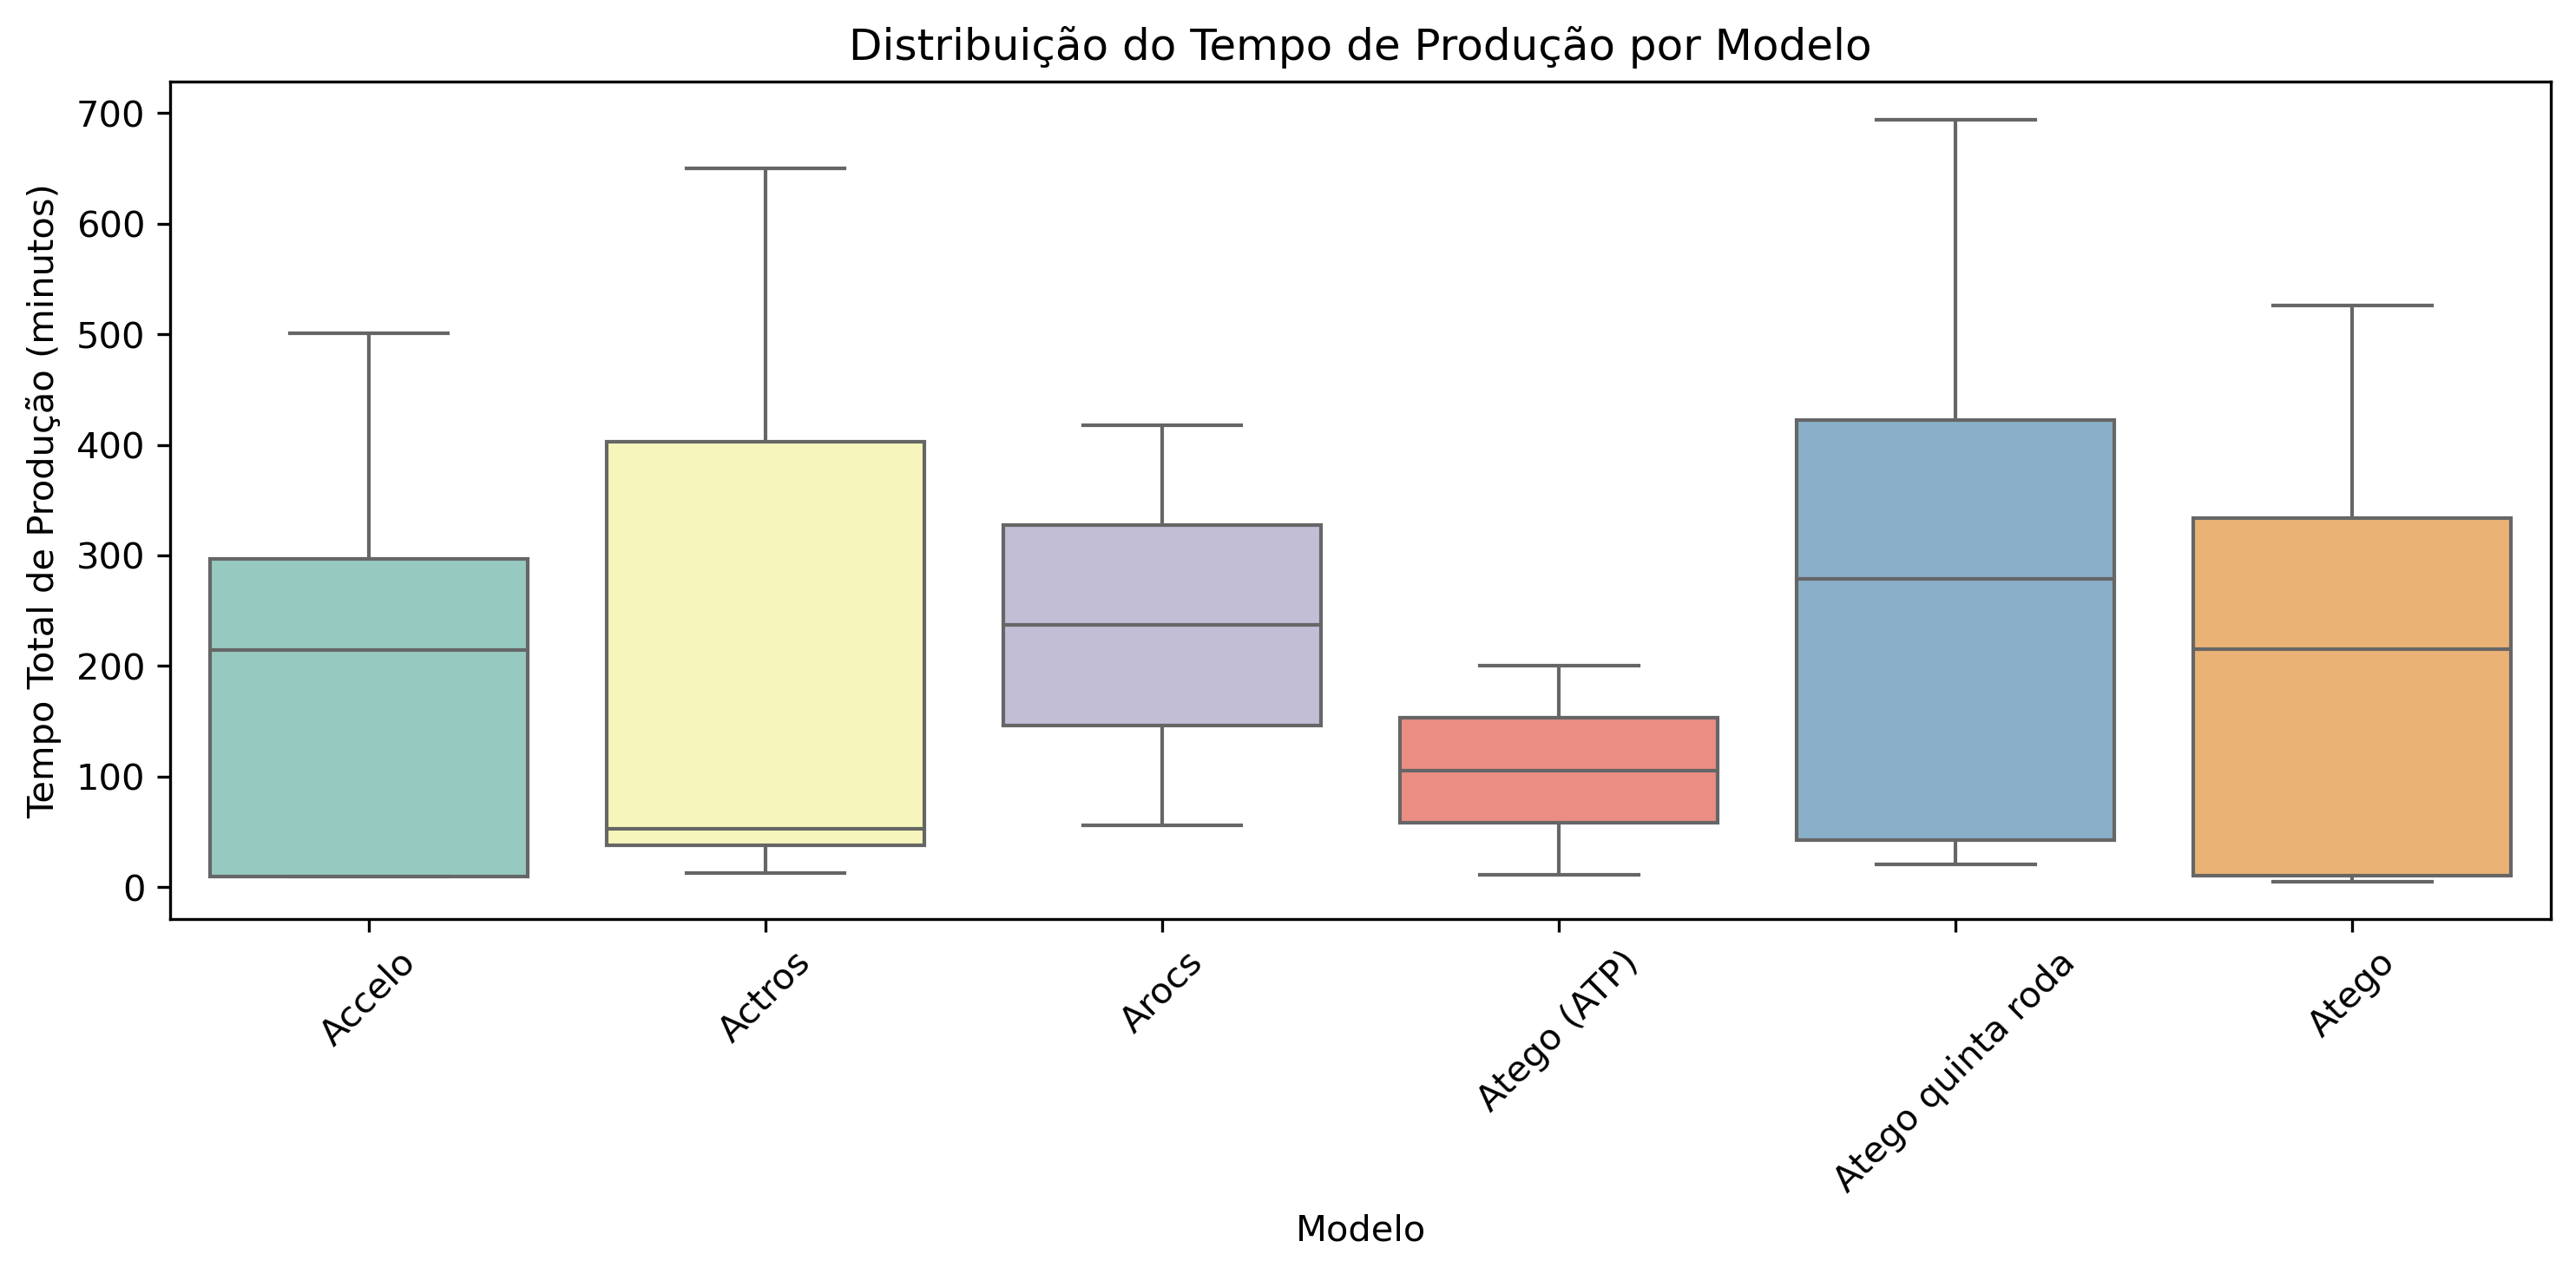 Distribuição do Tempo de Produção por Modelo
Tempo Total de Produção (minutos)
700
600
500
400
300
200
100
0
Accelo
Actros
Arocs
Atego (ATP)
Atego quinta roda
Atego
Modelo